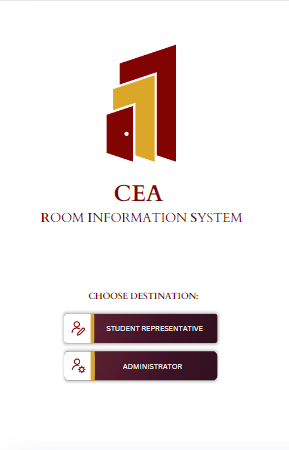 CEA
ROOM INFORMATION SYSTEM
CHOOSE DESTINATION:
STUDENT REPRESENTATIVE
ADMINISTRATOR